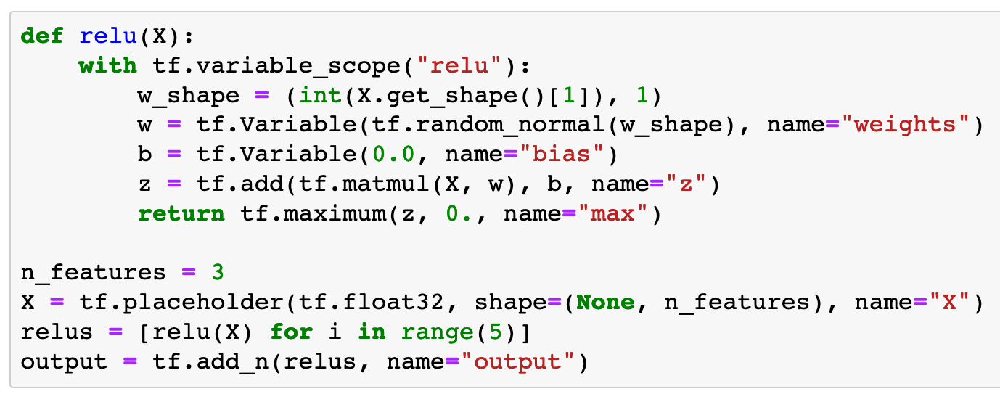 def relu(X):
    with tf.variable_scope("relu"):
        w_shape = (int(X.get_shape()[1]), 1)
        w = tf.Variable(tf.random_normal(w_shape), name="weights")
        b = tf.Variable(0.0, name="bias")
        z = tf.add(tf.matmul(X, w), b, name="z")
        return tf.maximum(z, 0., name="max")

n_features = 3
X = tf.placeholder(tf.float32, shape=(None, n_features), name="X")
relus = [relu(X) for i in range(5)]
output = tf.add_n(relus, name="output")